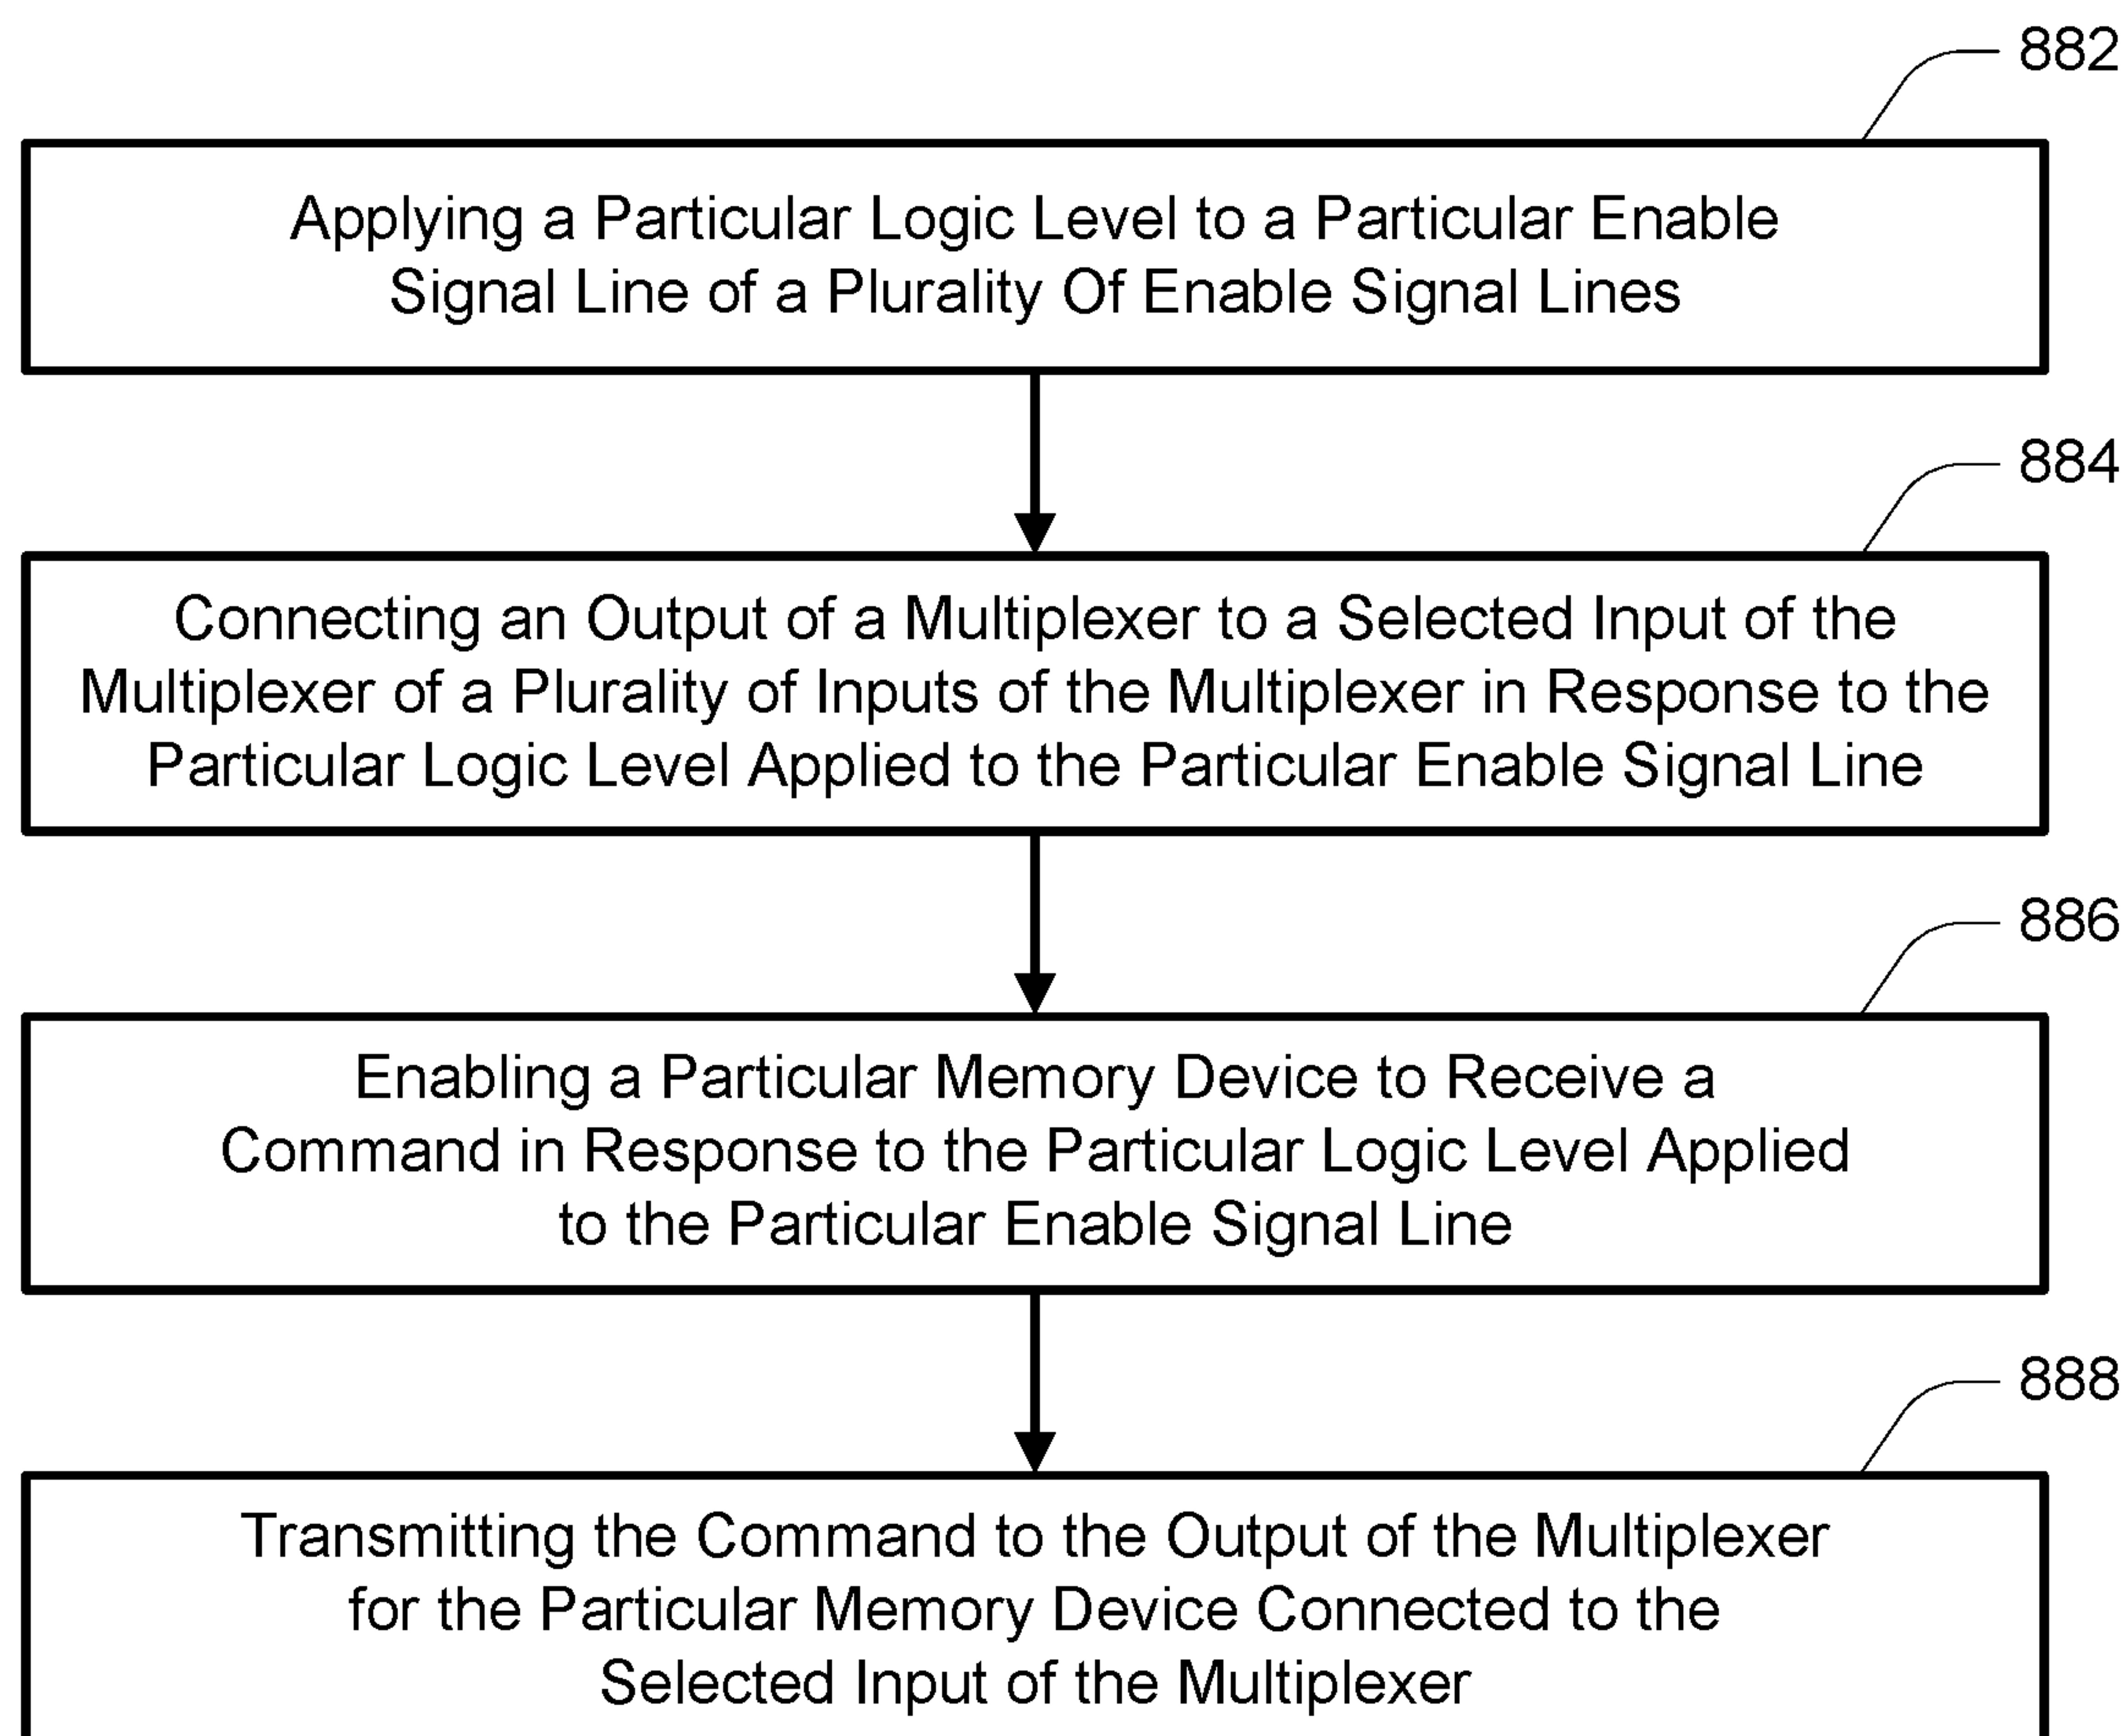 882
Applying a Particular Logic Level to a Particular Enable
Signal Line of a Plurality Of Enable Signal Lines
884
Connecting an Output of a Multiplexer to a Selected Input of the
Multiplexer of a Plurality of Inputs of the Multiplexer in Response to the
Particular Logic Level Applied to the Particular Enable Signal Line
886
Enabling a Particular Memory Device to Receive a
Command in Response to the Particular Logic Level Applied
to the Particular Enable Signal Line
888
Transmitting the Command to the Output of the Multiplexer
for the Particular Memory Device Connected to the
Selected Input of the Multiplexer